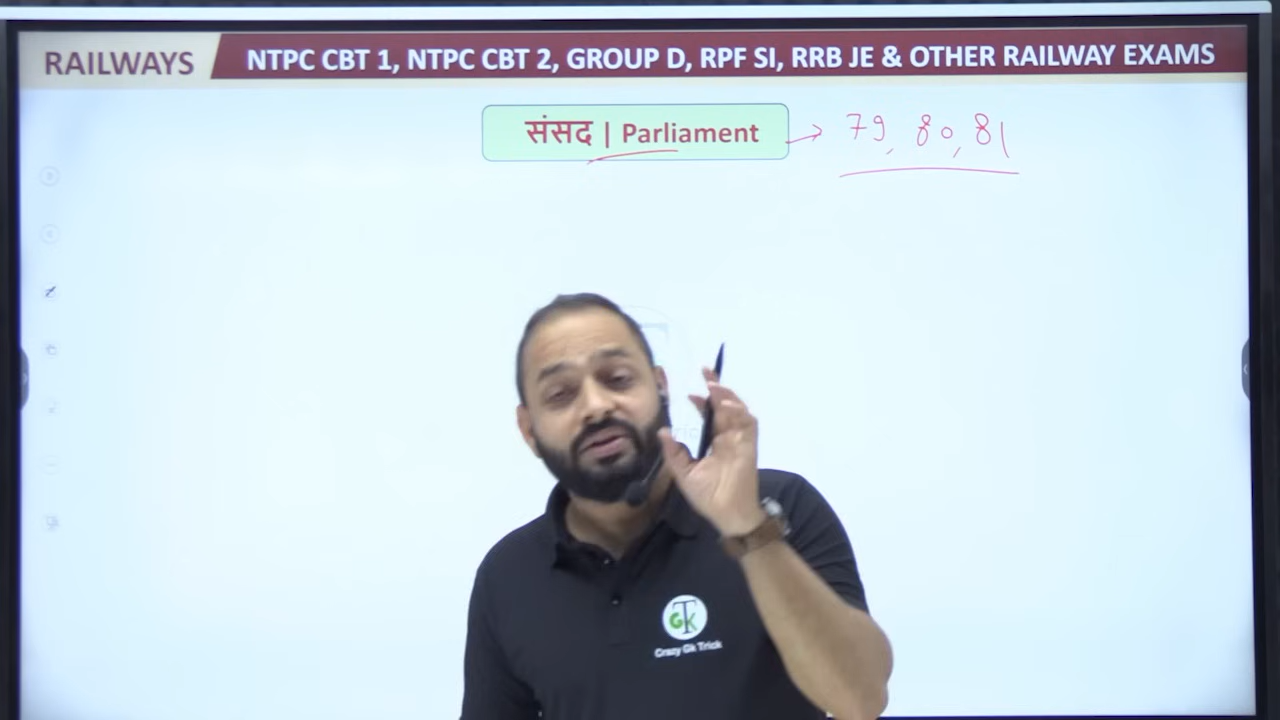 RAILWAYS NTPC CBT 1, NTPC CBT 2, GROUP D, RPF SI, RRB JE & OTHER RAILWAY EXAMS
संसद | Parliament → 79, 80, 81
GTK
Crazy Gk Trick